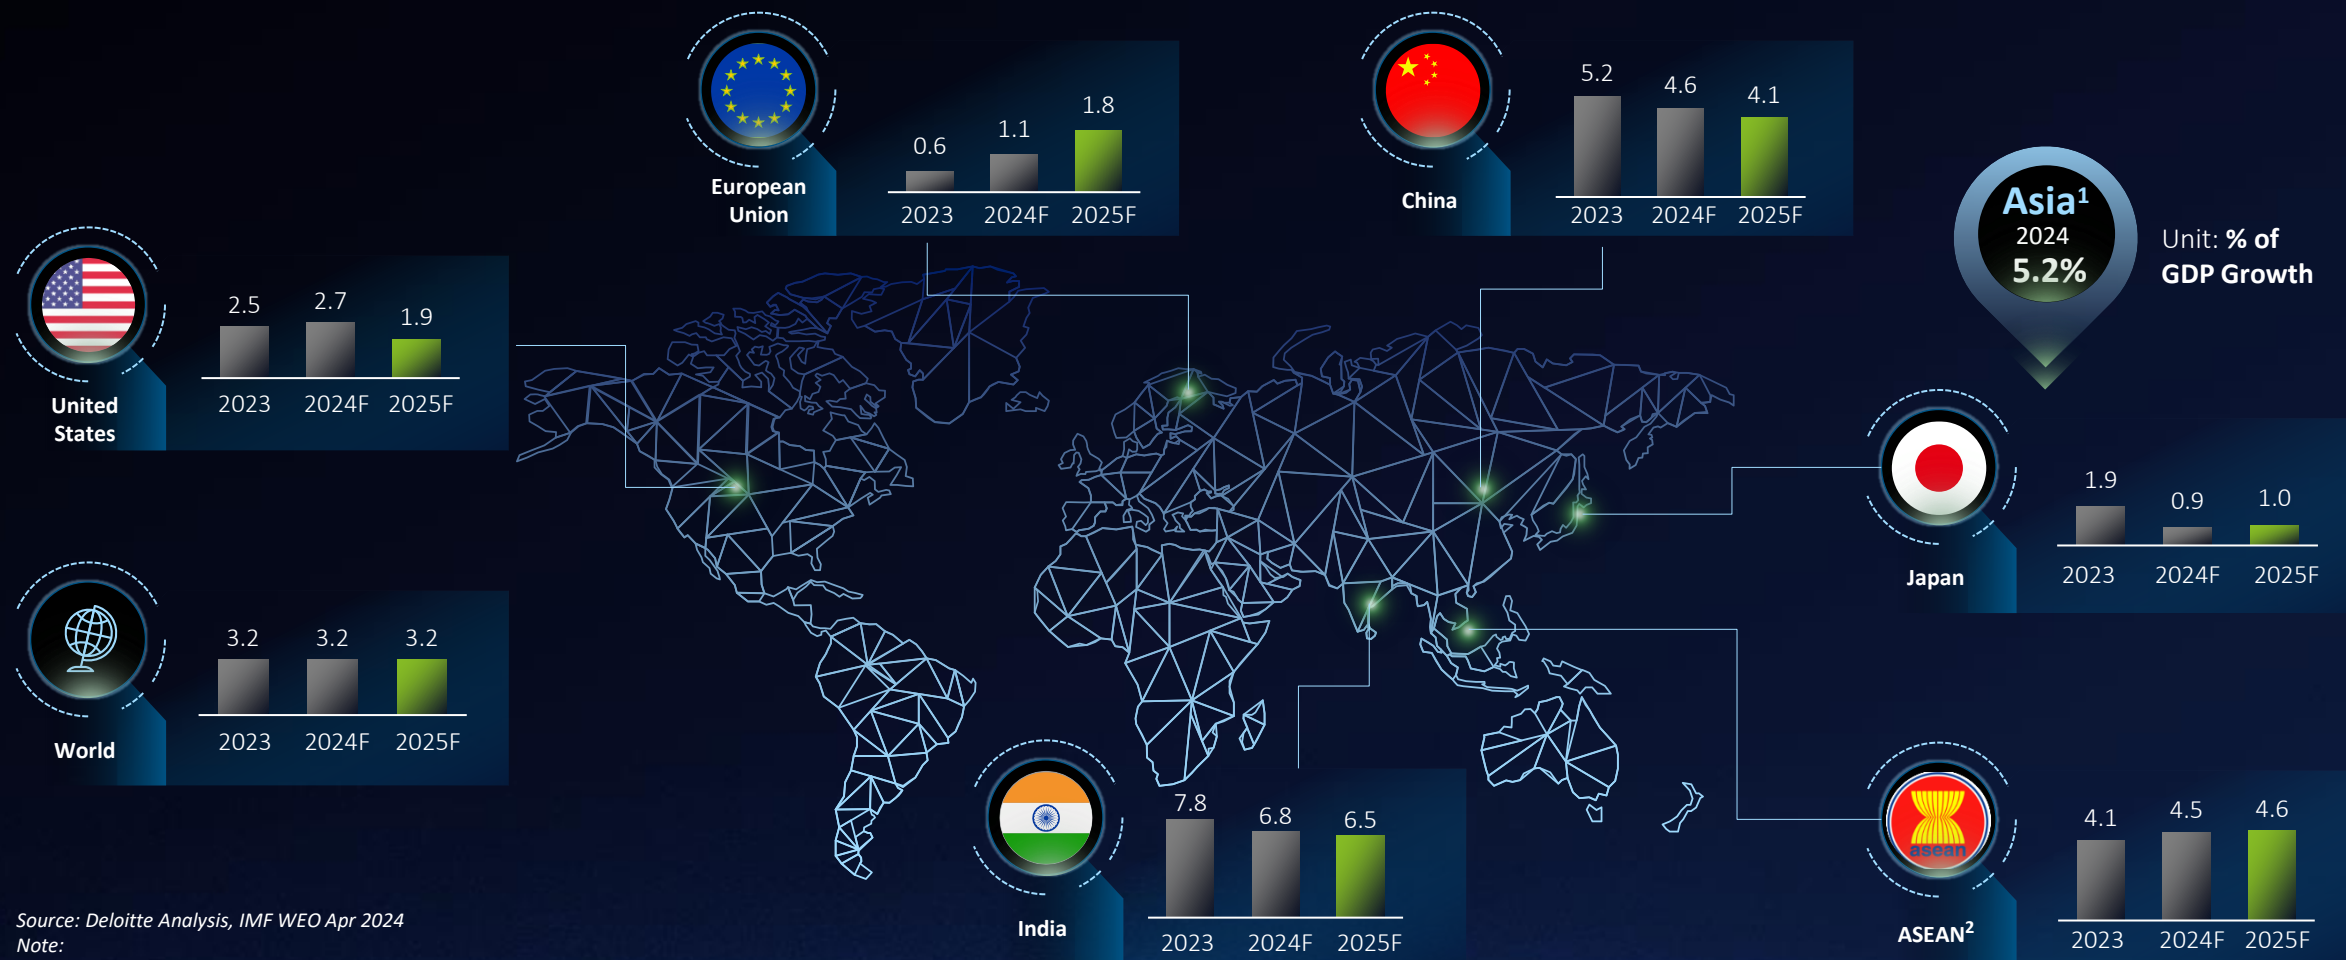 European
Union
0.6 1.1 1.8
2023 2024F 2025F
China
5.2 4.6 4.1
2023 2024F 2025F
Asia¹
2024
5.2%
Unit: % of
GDP Growth
United
States
2.5 2.7 1.9
2023 2024F 2025F
Japan
1.9 0.9 1.0
2023 2024F 2025F
World
3.2 3.2 3.2
2023 2024F 2025F
India
7.8 6.8 6.5
2023 2024F 2025F
asean
ASEAN²
4.1 4.5 4.6
2023 2024F 2025F
Source: Deloitte Analysis, IMF WEO Apr 2024
Note: